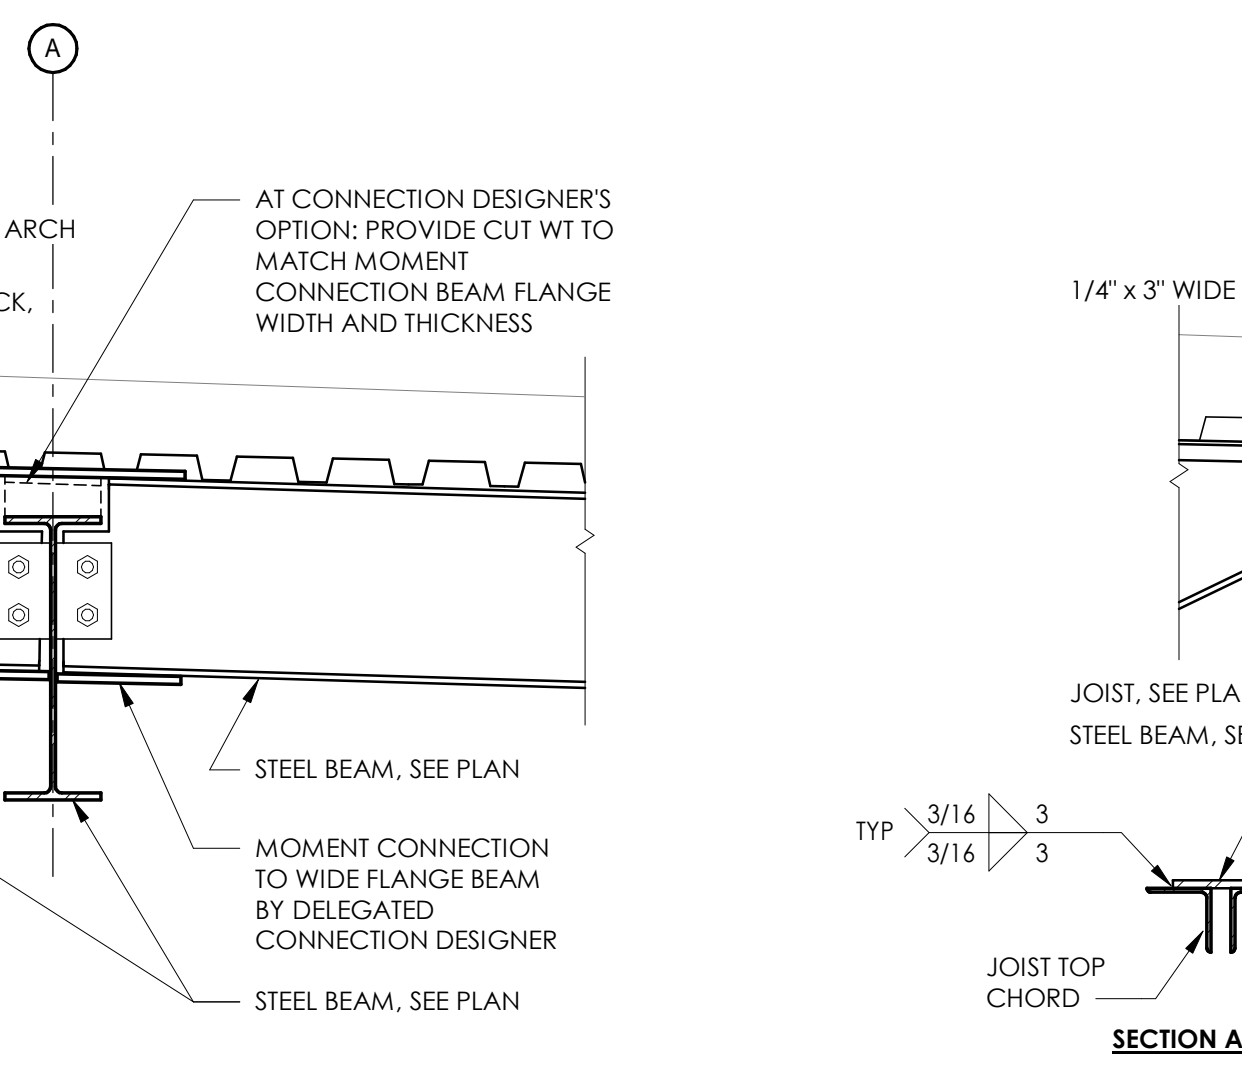 A
ARCH
CK,
AT CONNECTION DESIGNER'S
OPTION: PROVIDE CUT WT TO
MATCH MOMENT
CONNECTION BEAM FLANGE
WIDTH AND THICKNESS
STEEL BEAM, SEE PLAN
MOMENT CONNECTION
TO WIDE FLANGE BEAM
BY DELEGATED
CONNECTION DESIGNER
STEEL BEAM, SEE PLAN
1/4" x 3" WIDE
JOIST, SEE PLA
STEEL BEAM, SE
TYP 3/16 3
3/16 3
JOIST TOP
CHORD
SECTION A